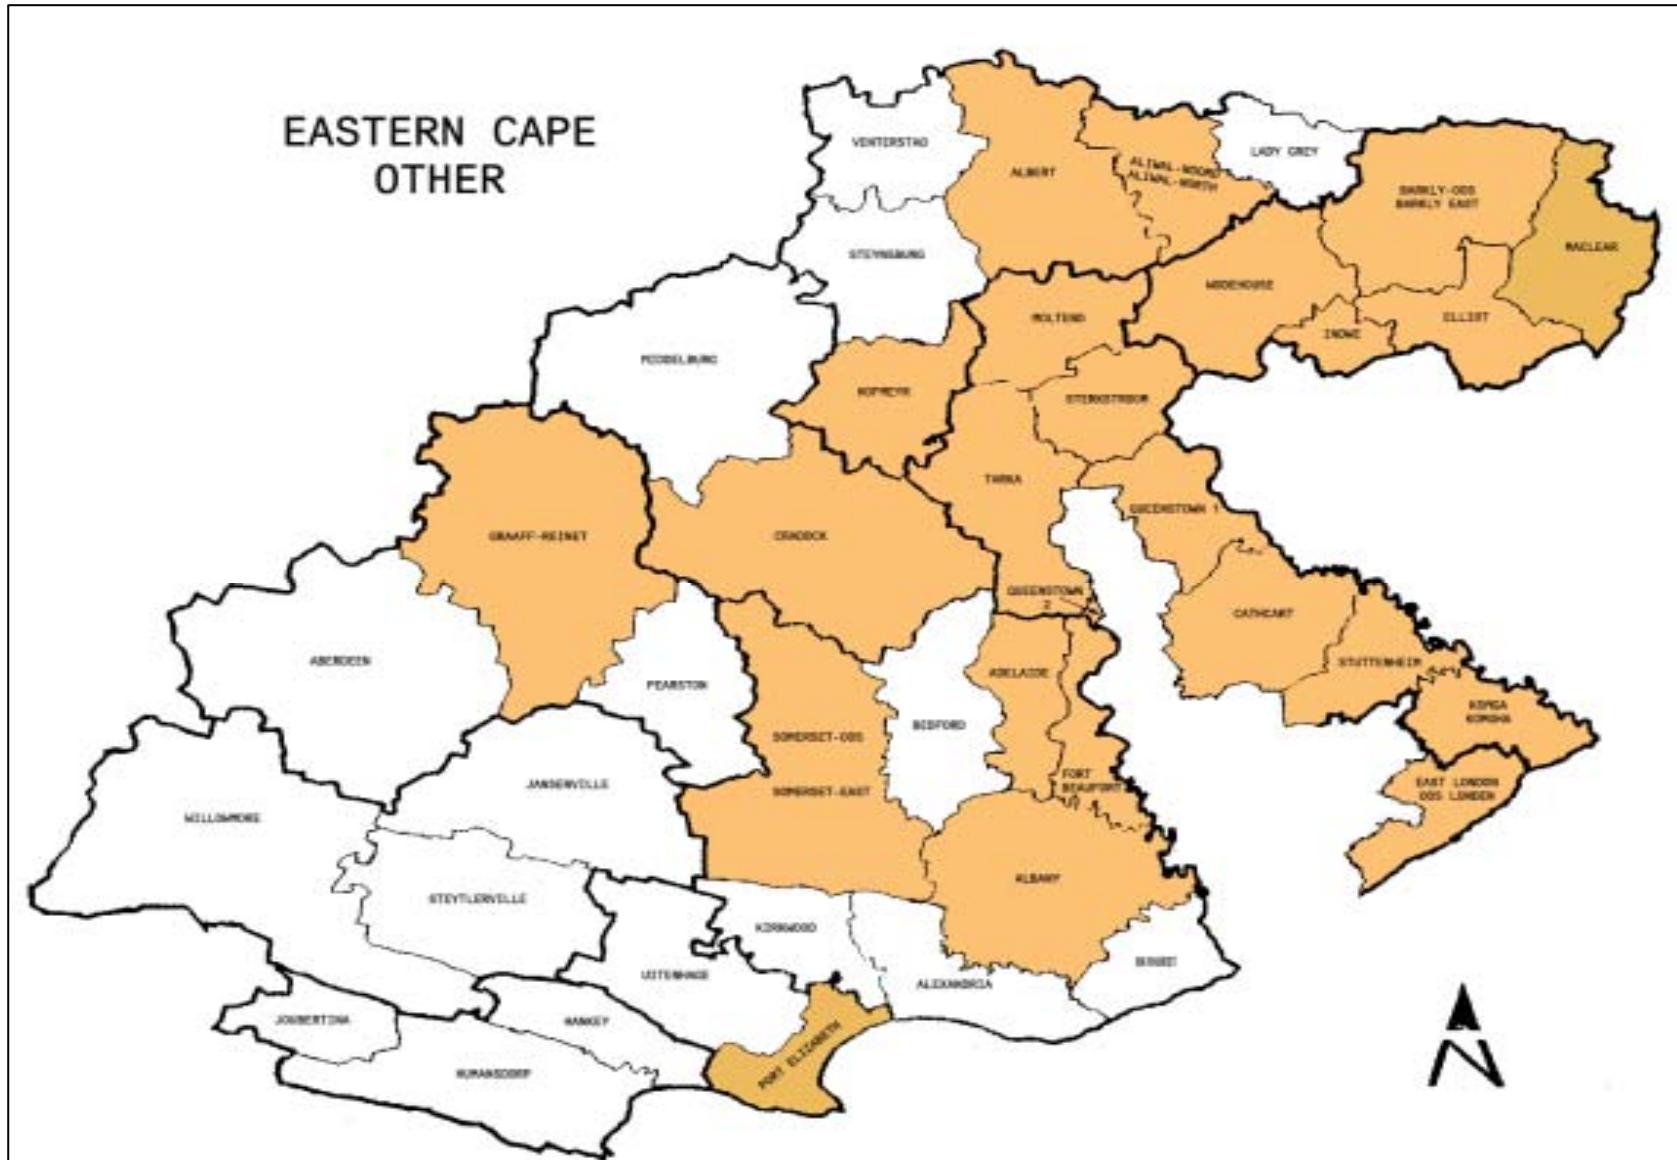 EASTERN CAPE
OTHER
VENTERSTAD
ALBERT
ALIWAL-NOORD
ALIWAL-NORTH
LADY GREY
BARKLY-OOS
BARKLY EAST
MACLEAR
STEYNSBURG
WODEHOUSE
MOLTENO
INDWE
ELLIOT
MIDDELBURG
HOFMEYR
STERKSTROOM
TARKA
QUEENSTOWN 1
GRAAFF-REINET
CRADOCK
QUEENSTOWN
2
CATHCART
ABERDEEN
PEARSTON
ADELAIDE
STUTTENHEIM
BEDFORD
KOMGA
KOMGHA
SOMERSET-OOS
SOMERSET-EAST
FORT
BEAUFORT
JANSENVILLE
EAST LONDON
OOS LONDEN
WILLOWMORE
ALBANY
STEYTLERVILLE
KIRKWOOD
UITENHAGE
ALEXANDRIA
JOUBERTINA
HANKEY
PORT ELIZABETH
HUMANSDORP
N